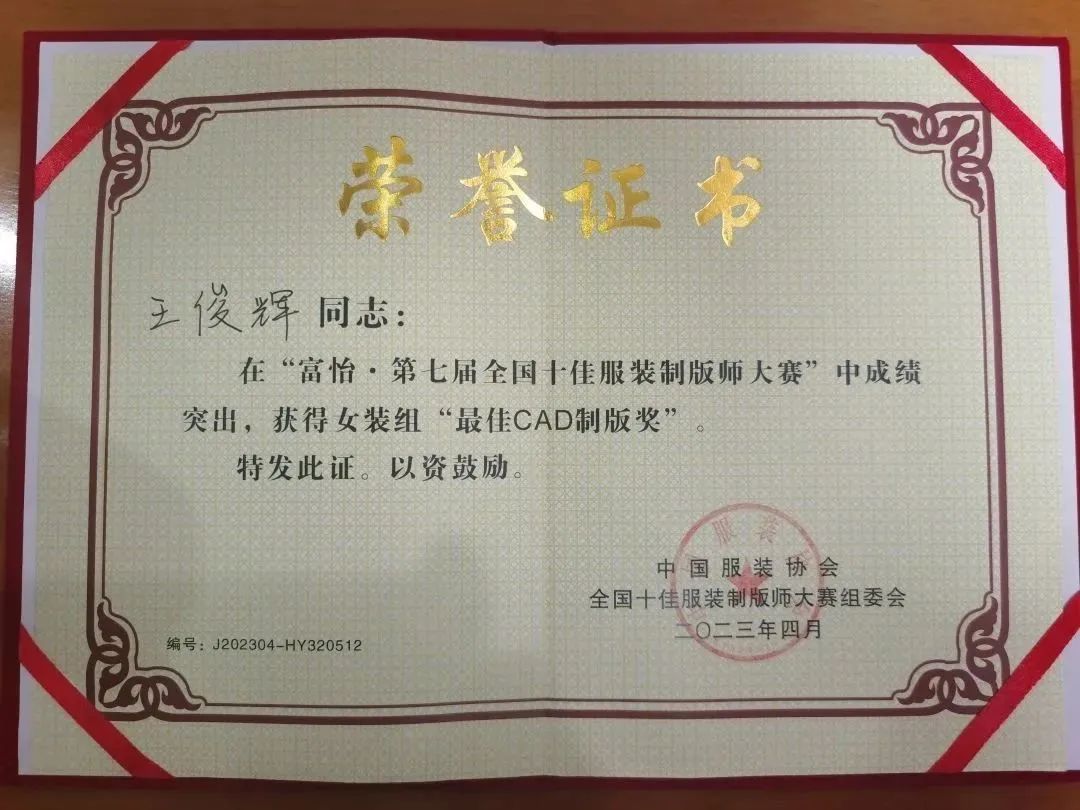 荣誉证书
王俊辉 同志：
在“富怡·第七届全国十佳服装制版师大赛”中成绩
突出，获得女装组“最佳CAD制版奖”。
特发此证。以资鼓励。
中国服装协会
全国十佳服装制版师大赛组委会
二〇二三年四月
编号：J202304-HY320512
服装